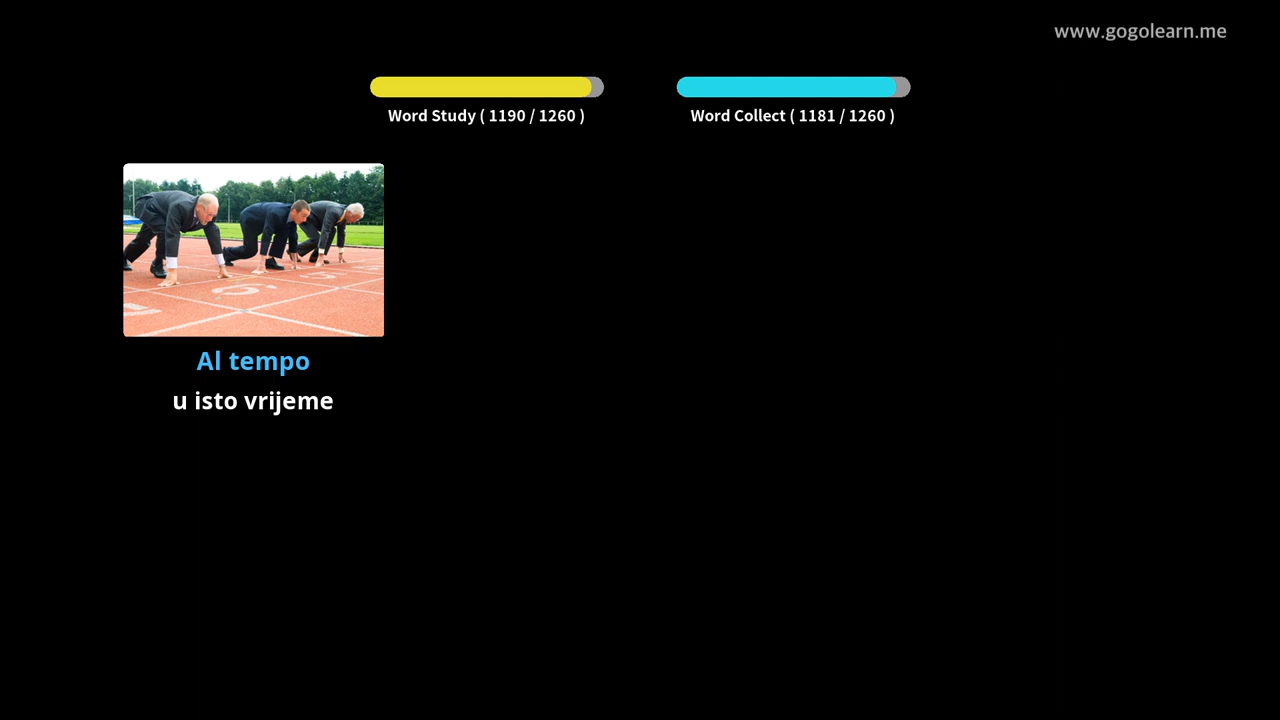 www.gogolearn.me
Word Study ( 1190 / 1260 )
Word Collect ( 1181 / 1260 )
Al tempo
u isto vrijeme